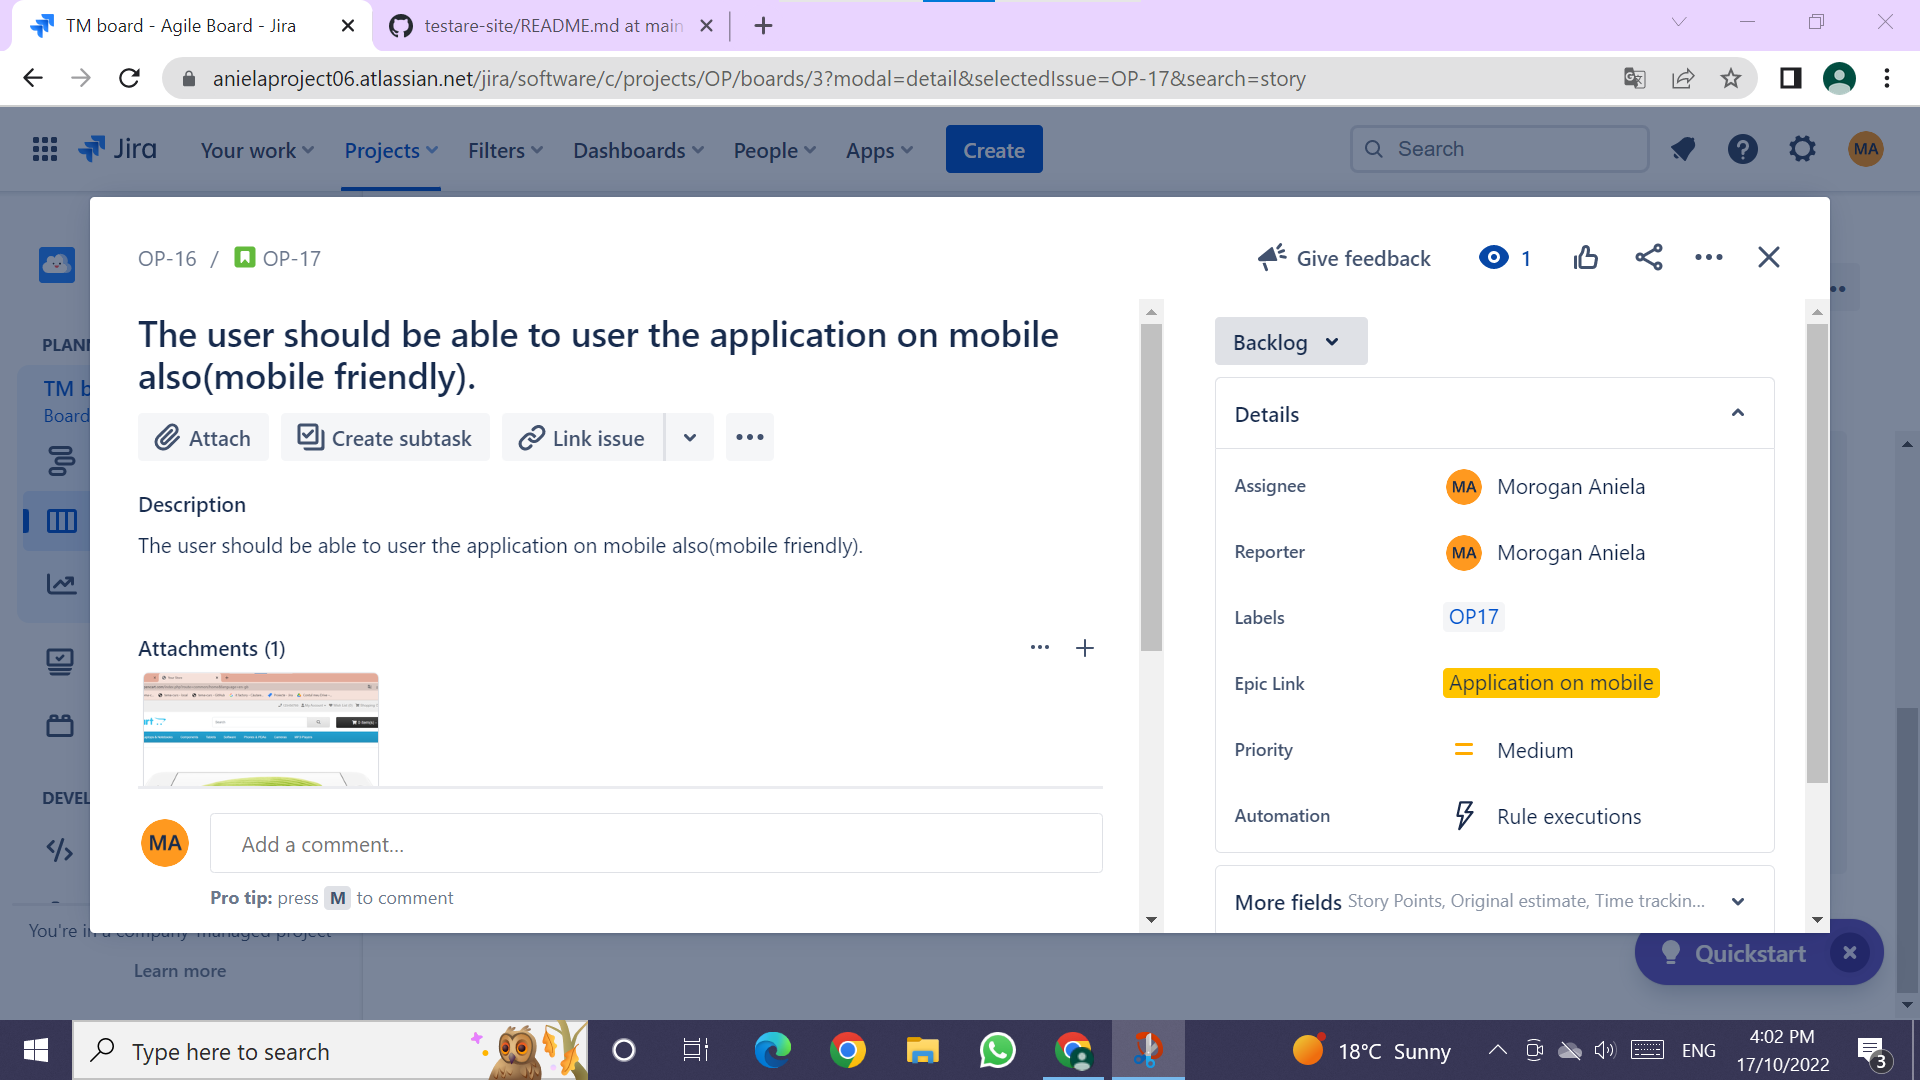 TM board - Agile Board - Jira
testare-site/README.md at main
anielaproject06.atlassian.net/jira/software/c/projects/OP/boards/3?modal=detail&selectedIssue=OP-17&search=story
Jira
Your work
Projects
Filters
Dashboards
People
Apps
Create
Search
MA
OP-16 / OP-17
Give feedback
1
The user should be able to user the application on mobile
also(mobile friendly).
Attach
Create subtask
Link issue
Description
The user should be able to user the application on mobile also(mobile friendly).
Attachments (1)
MA
Add a comment...
Pro tip: press M to comment
Backlog
Details
Assignee
MA Morogan Aniela
Reporter
MA Morogan Aniela
Labels
OP17
Epic Link
Application on mobile
Priority
Medium
Automation
Rule executions
More fields Story Points, Original estimate, Time trackin...
PLANN
TM b
Board
DEVEL
You're in a company-managed project
Learn more
Quickstart
Type here to search
18°C Sunny
ENG
4:02 PM
17/10/2022
3